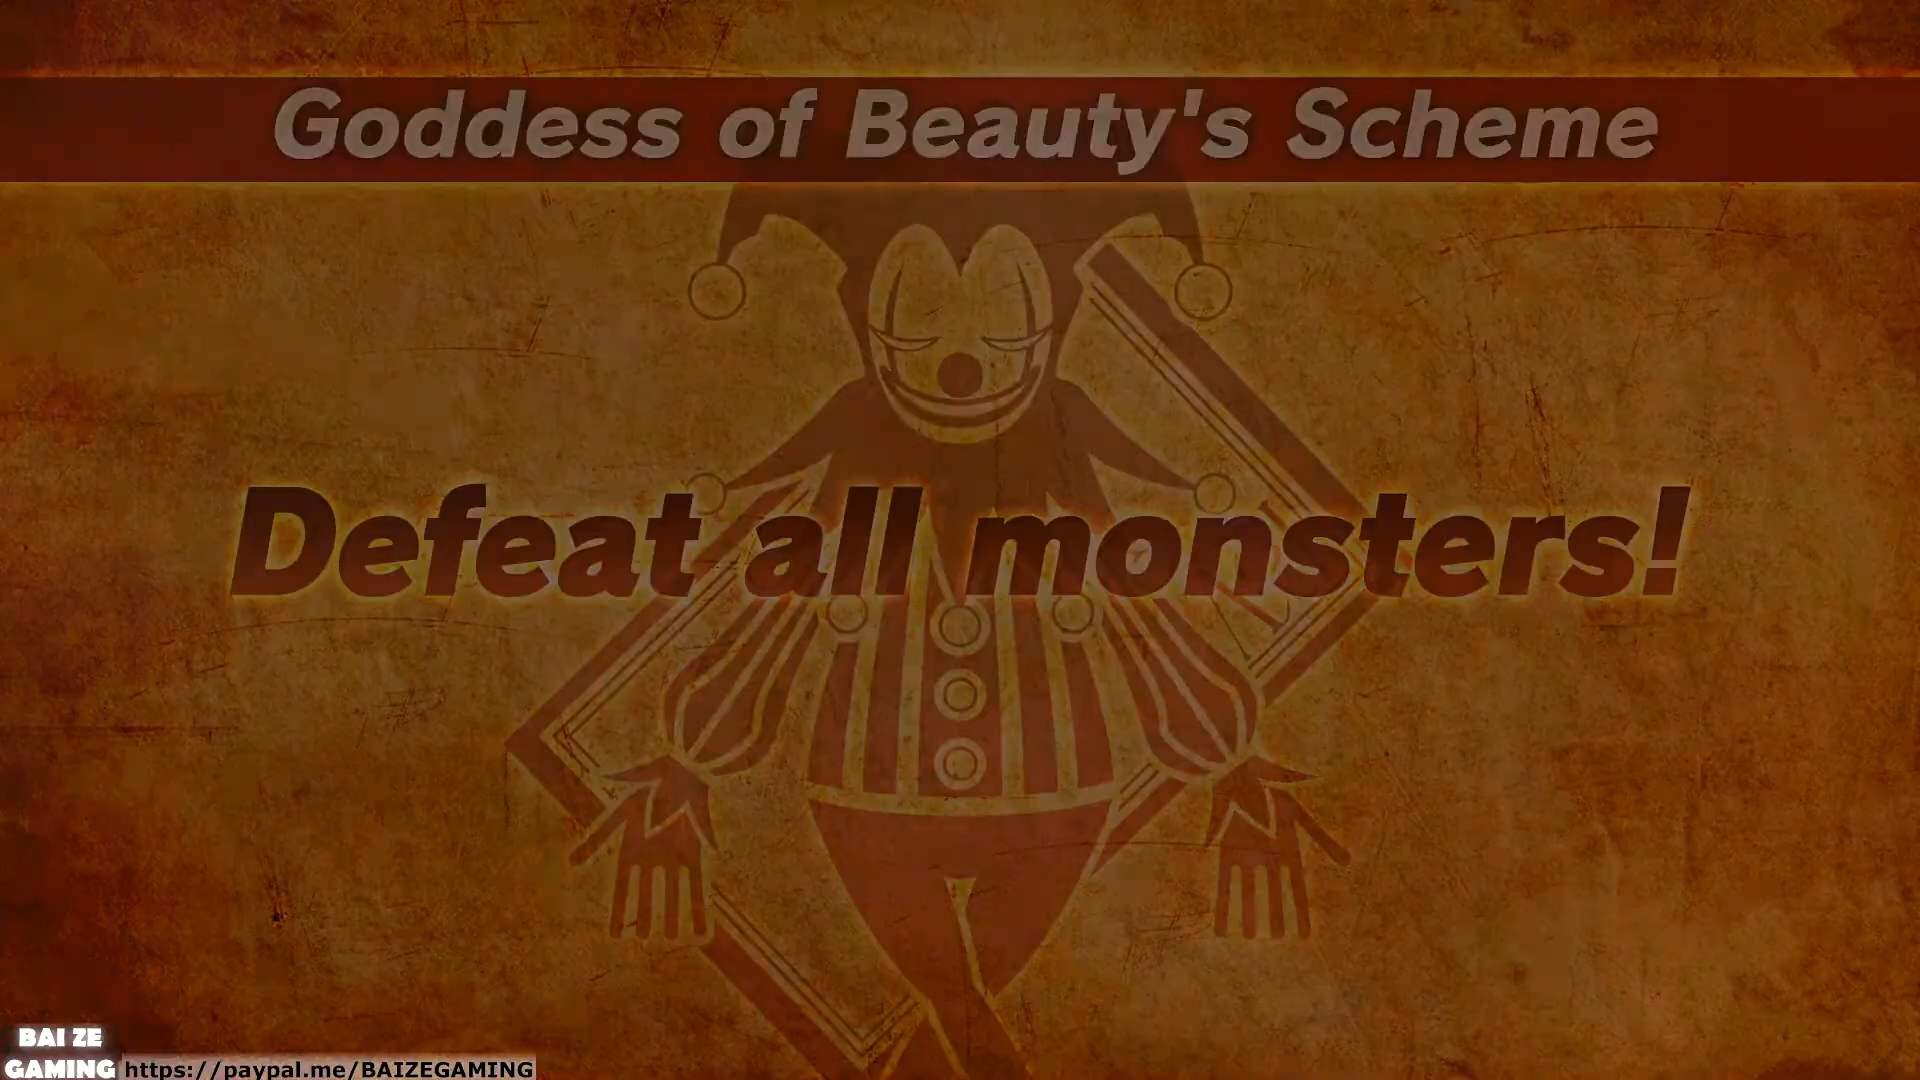 Goddess of Beauty's Scheme
Defeat all monsters!
BAI ZE
GAMING https://paypal.me/BAIZEGAMING